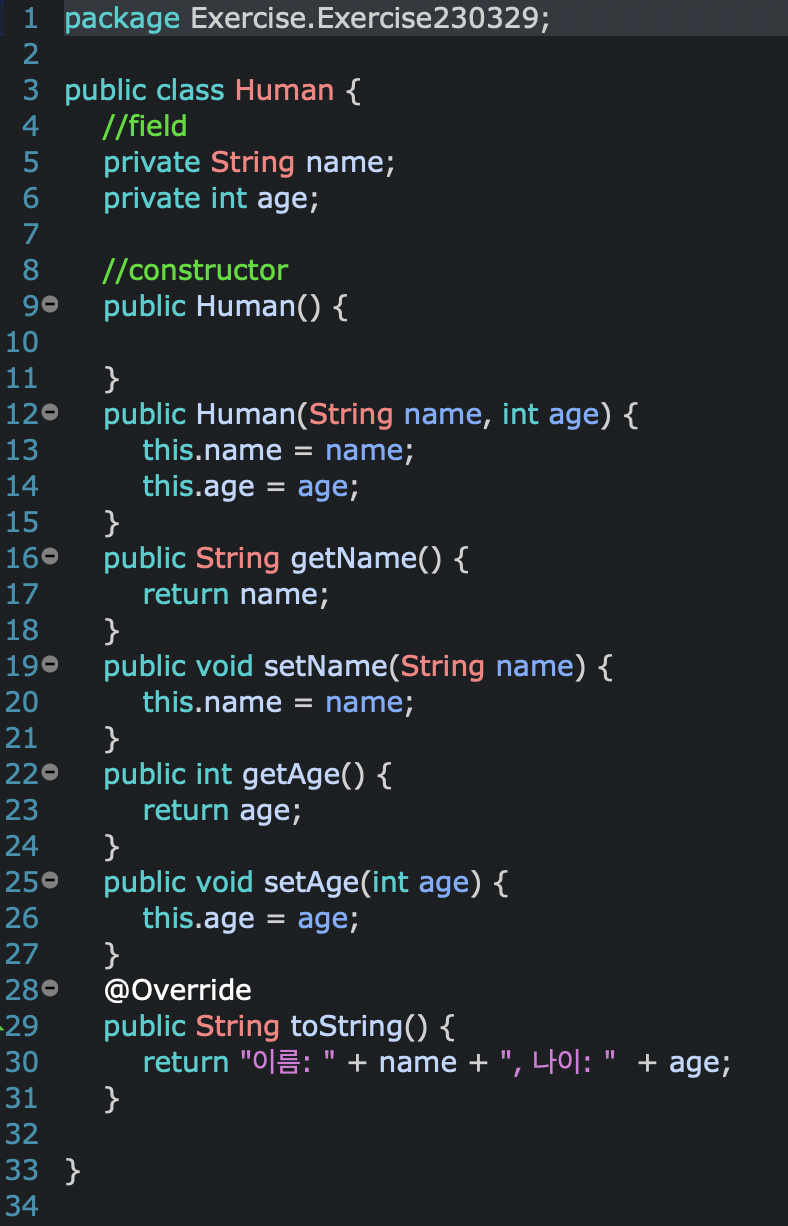 1 package Exercise.Exercise230329;
2
3 public class Human {
4 //field
5 private String name;
6 private int age;
7
8 //constructor
9 public Human() {
10
11 }
12 public Human(String name, int age) {
13 this.name = name;
14 this.age = age;
15 }
16 public String getName() {
17 return name;
18 }
19 public void setName(String name) {
20 this.name = name;
21 }
22 public int getAge() {
23 return age;
24 }
25 public void setAge(int age) {
26 this.age = age;
27 }
28 @Override
29 public String toString() {
30 return "이름: " + name + ", 나이: "  + age;
31 }
32
33 }
34